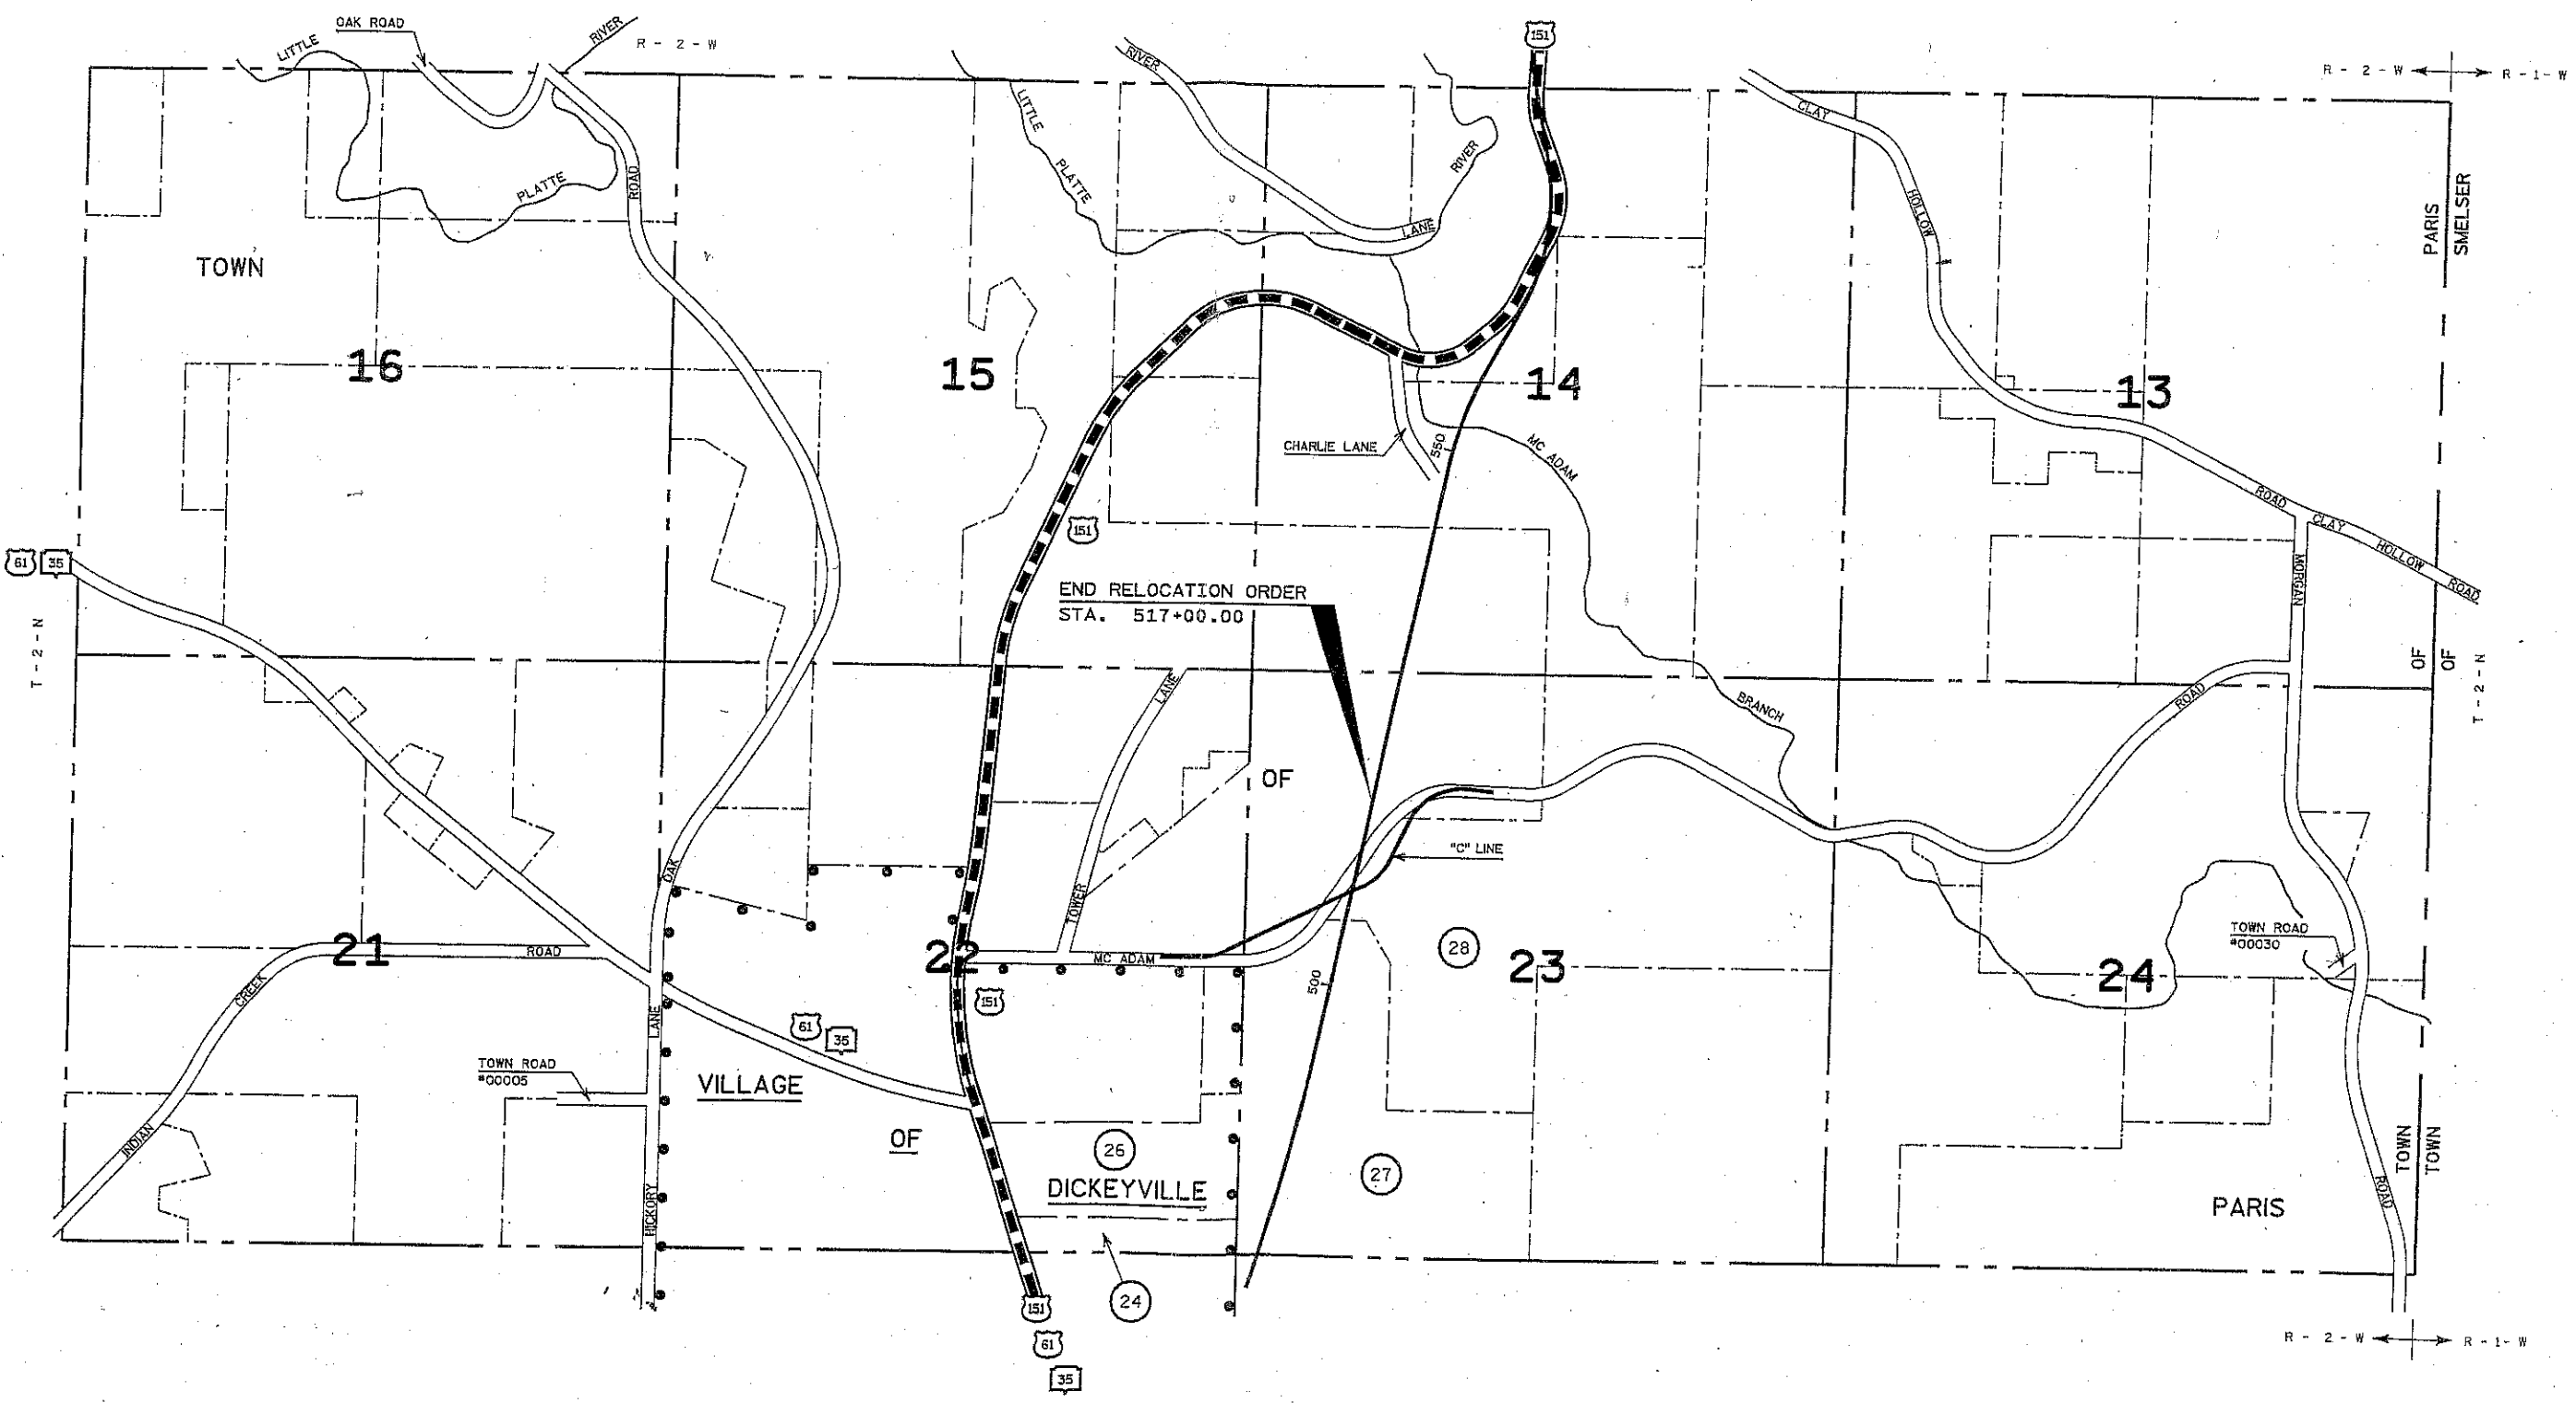 OAK ROAD
LITTLE
RIVER
R - 2 - W
RIVER
151
R - 2 - W
R - 1 - W
CLAY
LITTLE
PLATTE
RIVER
ROAD
PLATTE
HOLLOW
LANE
PARIS
SMELSER
TOWN
16
15
14
13
CHARLIE LANE
550
MC ADAM
ROAD
CLAY
HOLLOW
ROAD
151
61
35
MORGAN
END RELOCATION ORDER
STA. 517+00.00
T - 2 - N
OF
OF
T - 2 - N
LANE
ROAD
BRANCH
OF
"C" LINE
OAK
TOWER
21
ROAD
22
MC ADAM
28
23
24
TOWN ROAD
#00030
CREEK
151
500
LANE
61
35
TOWN ROAD
#00005
VILLAGE
INDIAN
OF
26
27
TOWN
TOWN
DICKEYVILLE
HICKORY
ROAD
PARIS
24
151
61
35
R - 2 - W
R - 1 - W